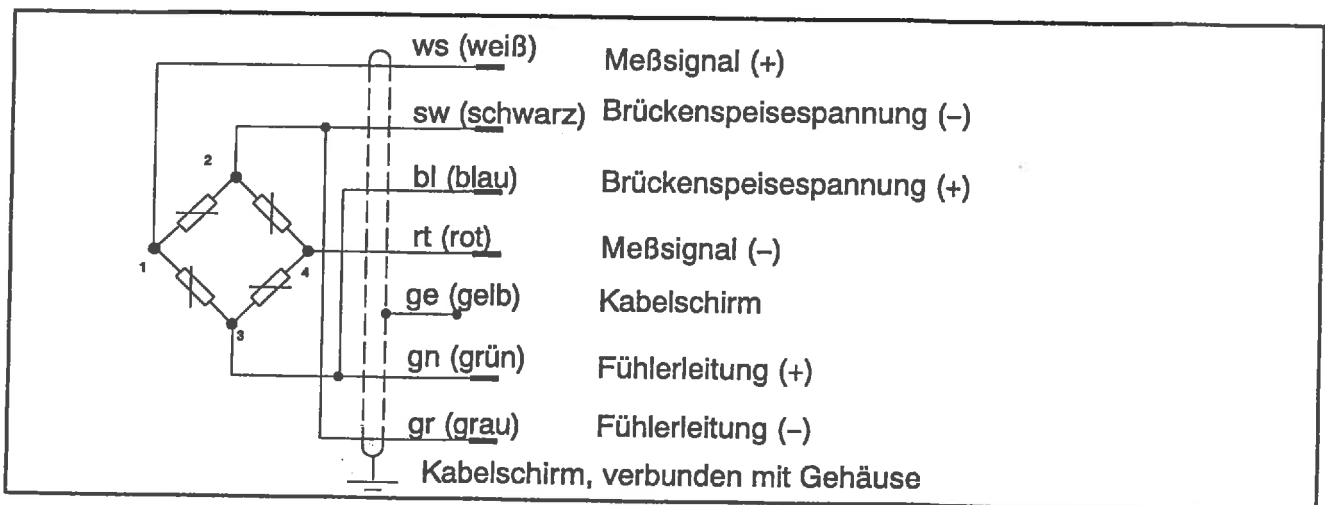 ws (weiß) Meßsignal (+)
sw (schwarz) Brückenspeisespannung (–)
2
bl (blau) Brückenspeisespannung (+)
rt (rot) Meßsignal (–)
1
4
ge (gelb) Kabelschirm
3
gn (grün) Fühlerleitung (+)
gr (grau) Fühlerleitung (–)
Kabelschirm, verbunden mit Gehäuse